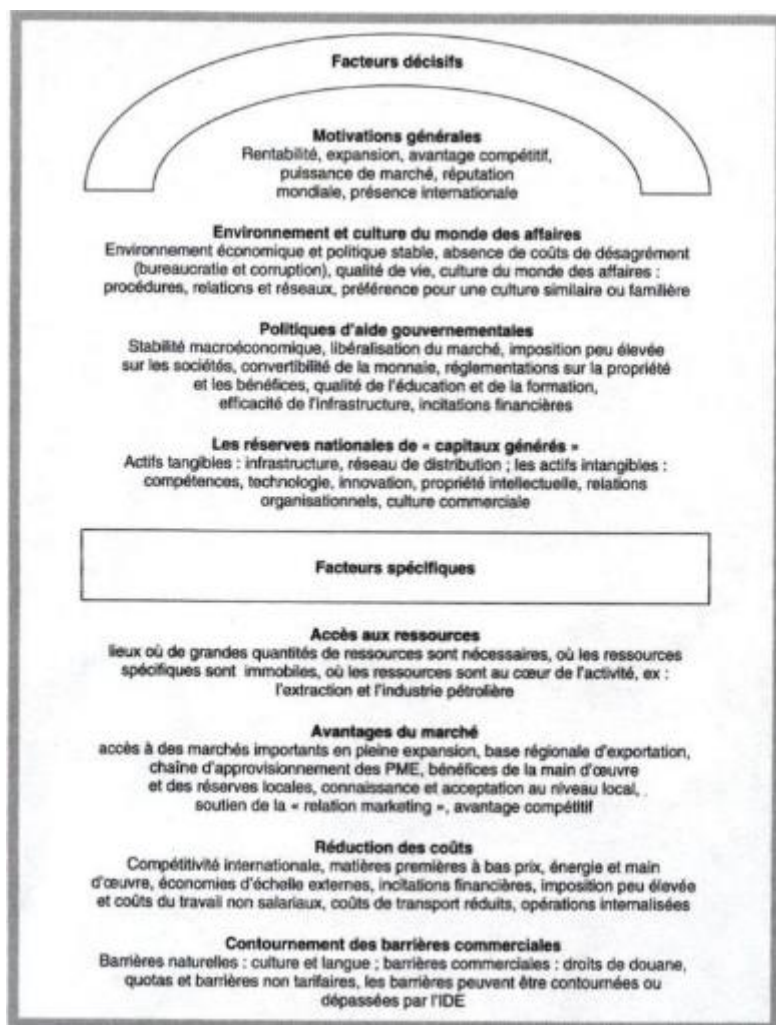 Facteurs décisifs
Motivations générales
Rentabilité, expansion, avantage compétitif,
puissance de marché, réputation
mondiale, présence internationale
Environnement et culture du monde des affaires
Environnement économique et politique stable, absence de coûts de désagrément
(bureaucratie et corruption), qualité de vie, culture du monde des affaires :
procédures, relations et réseaux, préférence pour une culture similaire ou familière
Politiques d'aide gouvernementales
Stabilité macroéconomique, libéralisation du marché, imposition peu élevée
sur les sociétés, convertibilité de la monnaie, réglementations sur la propriété
et les bénéfices, qualité de l'éducation et de la formation,
efficacité de l'infrastructure, incitations financières
Les réserves nationales de « capitaux générés »
Actifs tangibles : infrastructure, réseau de distribution ; les actifs intangibles :
compétences, technologie, innovation, propriété intellectuelle, relations
organisationnels, culture commerciale
Facteurs spécifiques
Accès aux ressources
lieux où de grandes quantités de ressources sont nécessaires, où les ressources
spécifiques sont immobiles, où les ressources sont au cœur de l'activité, ex :
l'extraction et l'industrie pétrolière
Avantages du marché
accès à des marchés importants en pleine expansion, base régionale d'exportation,
chaîne d'approvisionnement des PME, bénéfices de la main d'œuvre
et des réserves locales, connaissance et acceptation au niveau local,
soutien de la « relation marketing », avantage compétitif
Réduction des coûts
Compétitivité internationale, matières premières à bas prix, énergie et main
d'œuvre, économies d'échelle externes, incitations financières, imposition peu élevée
et coûts du travail non salariaux, coûts de transport réduits, opérations internalisées
Contournement des barrières commerciales
Barrières naturelles : culture et langue ; barrières commerciales : droits de douane,
quotas et barrières non tarifaires, les barrières peuvent être contournées ou
dépassées par l'IDE